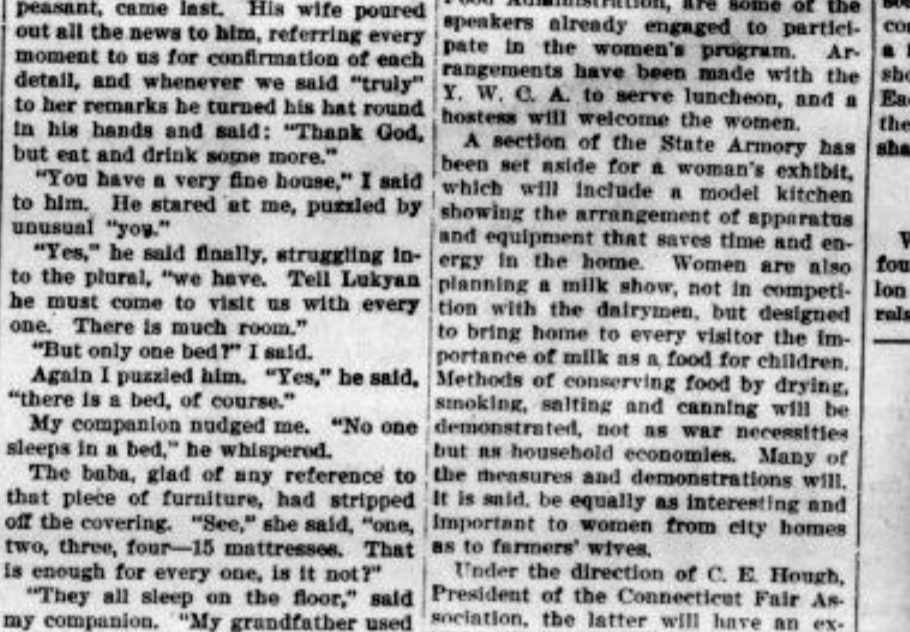 peasant, came last. His wife poured
out all the news to him, referring every
moment to us for confirmation of each
detail, and whenever we said "truly"
to her remarks he turned his hat round
in his hands and said: "Thank God,
but eat and drink some more."
"You have a very fine house," I said
to him. He stared at me, puzzled by
unusual "you."
"Yes," he said finally, struggling in-
to the plural, "we have. Tell Lukyan
he must come to visit us with every
one. There is much room."
"But only one bed?" I said.
Again I puzzled him. "Yes," he said,
"there is a bed, of course."
My companion nudged me. "No one
sleeps in a bed," he whispered.
The baba, glad of any reference to
that piece of furniture, had stripped
off the covering. "See," she said, "one,
two, three, four—15 mattresses. That
is enough for every one, is it not?"
"They all sleep on the floor," said
my companion. "My grandfather used
Food Administration, are some of the
speakers already engaged to partici-
pate in the women's program. Ar-
rangements have been made with the
Y. W. C. A. to serve luncheon, and a
hostess will welcome the women.
A section of the State Armory has
been set aside for a woman's exhibit,
which will include a model kitchen
showing the arrangement of apparatus
and equipment that saves time and en-
ergy in the home. Women are also
planning a milk show, not in competi-
tion with the dairymen, but designed
to bring home to every visitor the im-
portance of milk as a food for children.
Methods of conserving food by drying,
smoking, salting and canning will be
demonstrated, not as war necessities
but as household economies. Many of
the measures and demonstrations will,
it is said, be equally as interesting and
important to women from city homes
as to farmers' wives.
Under the direction of C. E. Hough,
President of the Connecticut Fair As-
sociation, the latter will have an ex-
a
the
sha
W
fou
lon
rals